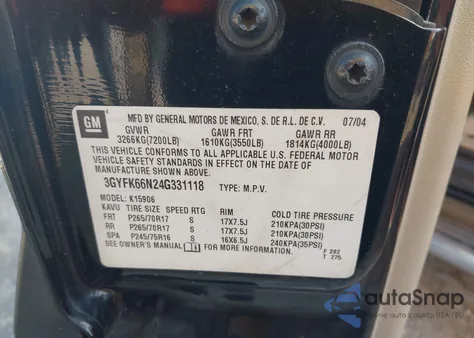 GM
MFD BY GENERAL MOTORS DE MEXICO, S. DE R.L. DE C.V. 07/04
GVWR GAWR FRT GAWR RR
3266KG(7200LB) 1610KG(3550LB) 1814KG(4000LB)
THIS VEHICLE CONFORMS TO ALL APPLICABLE U.S. FEDERAL MOTOR
VEHICLE SAFETY STANDARDS IN EFFECT ON THE DATE OF
MANUFACTURE SHOWN ABOVE.
3GYFK66N24G331118 TYPE: M.P.V.
MODEL: K15906
KAVU TIRE SIZE SPEED RTG RIM COLD TIRE PRESSURE
FRT P265/70R17 S 17X7.5J 210KPA(30PSI)
RR P265/70R17 S 17X7.5J 210KPA(30PSI)
SPA P245/75R16 S 16X6.5J 240KPA(35PSI)
SEE OWNER'S MANUAL FOR MORE INFORMATION. F 202
T 275
autoSnap